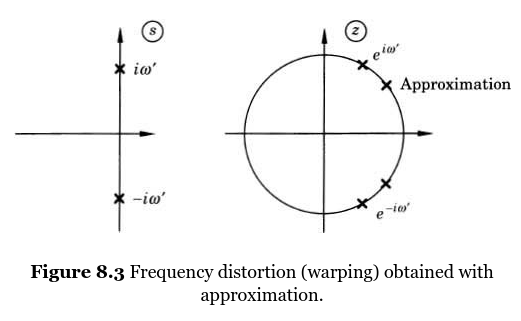 s
z
iω′
e^{iω′}
Approximation
-iω′
e^{-iω′}
Figure 8.3 Frequency distortion (warping) obtained with
approximation.